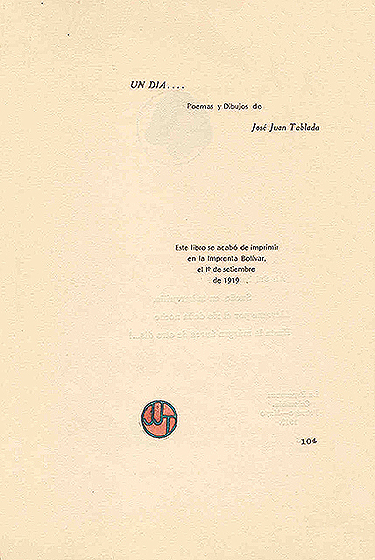 UN DIA....
Poemas y Dibujos de
José Juan Tablada
Este libro se acabó de imprimir
en la Imprenta Bolívar,
el 1º de setiembre
de 1919.
104